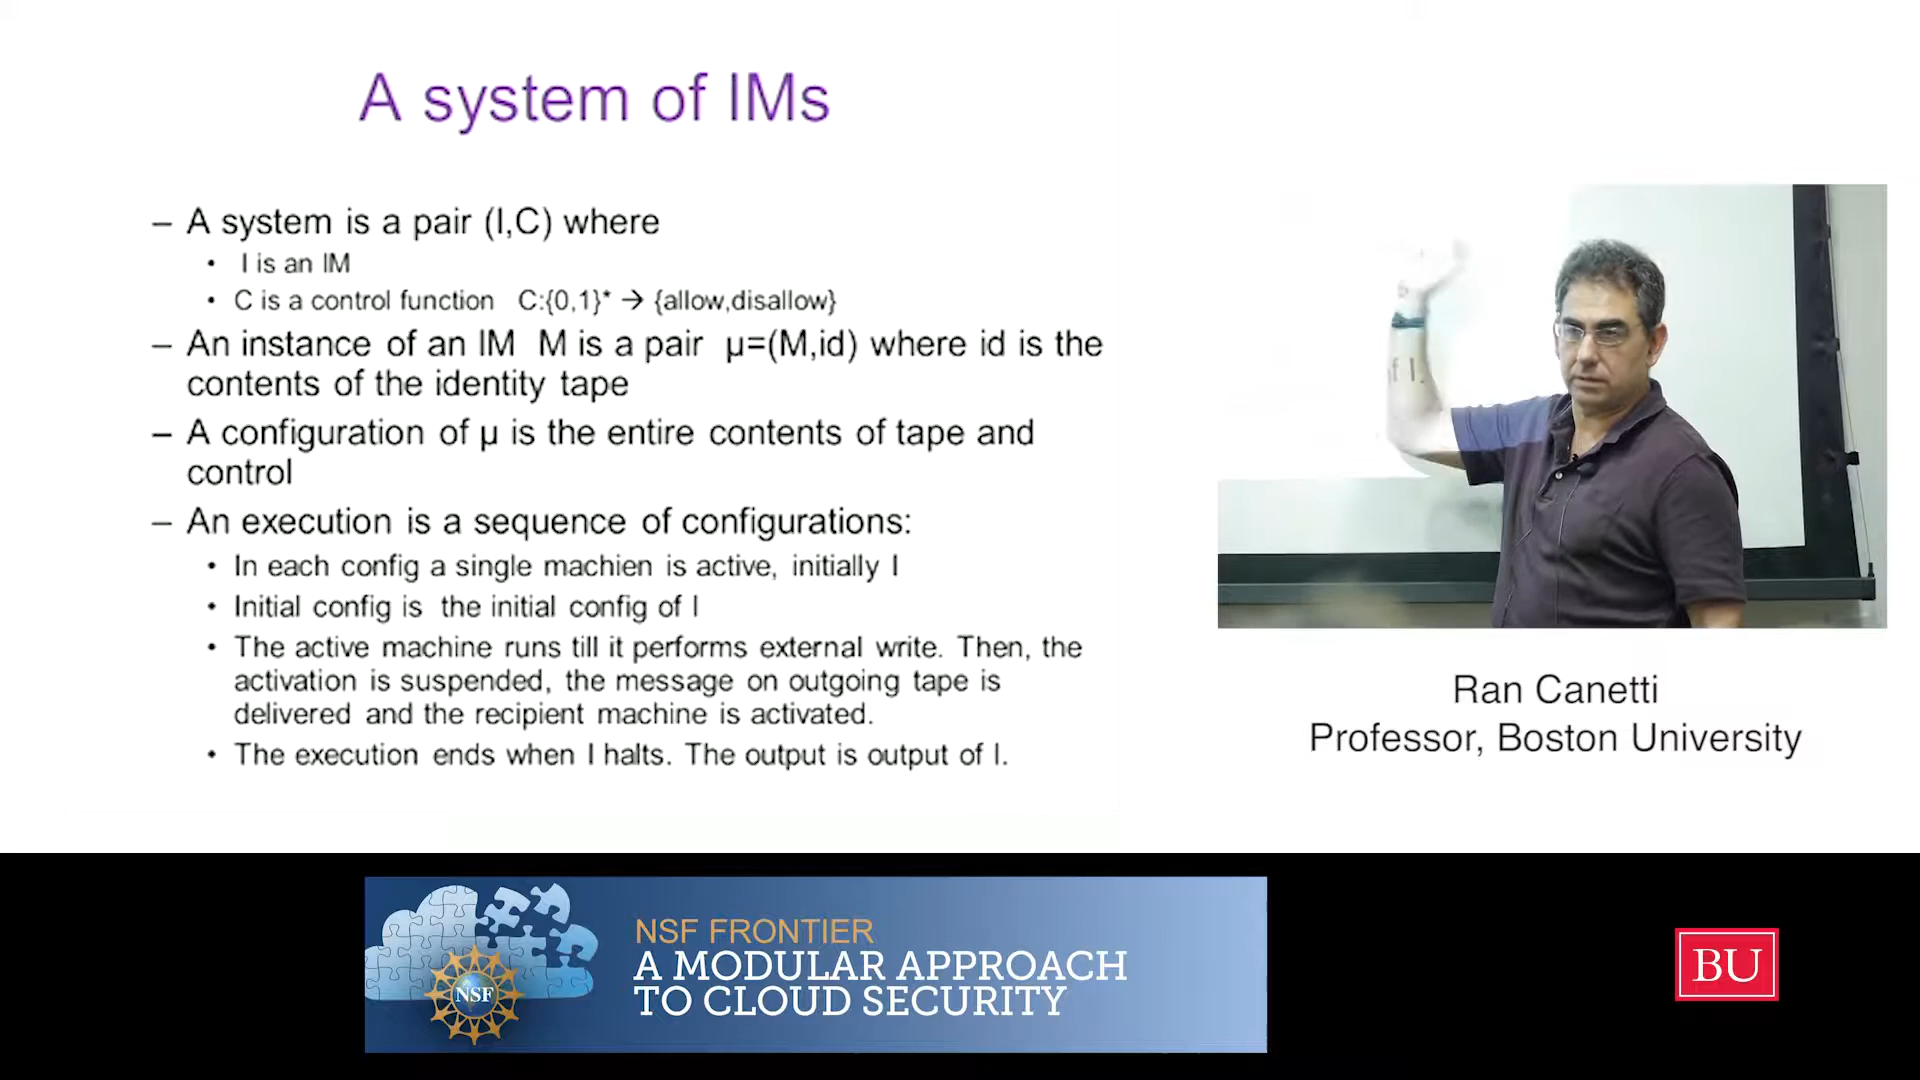 A system of IMs
– A system is a pair (I,C) where
• I is an IM
• C is a control function C:{0,1}* → {allow,disallow}
– An instance of an IM M is a pair μ=(M,id) where id is the
contents of the identity tape
– A configuration of μ is the entire contents of tape and
control
– An execution is a sequence of configurations:
• In each config a single machien is active, initially I
• Initial config is the initial config of I
• The active machine runs till it performs external write. Then, the
activation is suspended, the message on outgoing tape is
delivered and the recipient machine is activated.
• The execution ends when I halts. The output is output of I.
of I.
Ran Canetti
Professor, Boston University
NSF
NSF FRONTIER
A MODULAR APPROACH
TO CLOUD SECURITY
BU